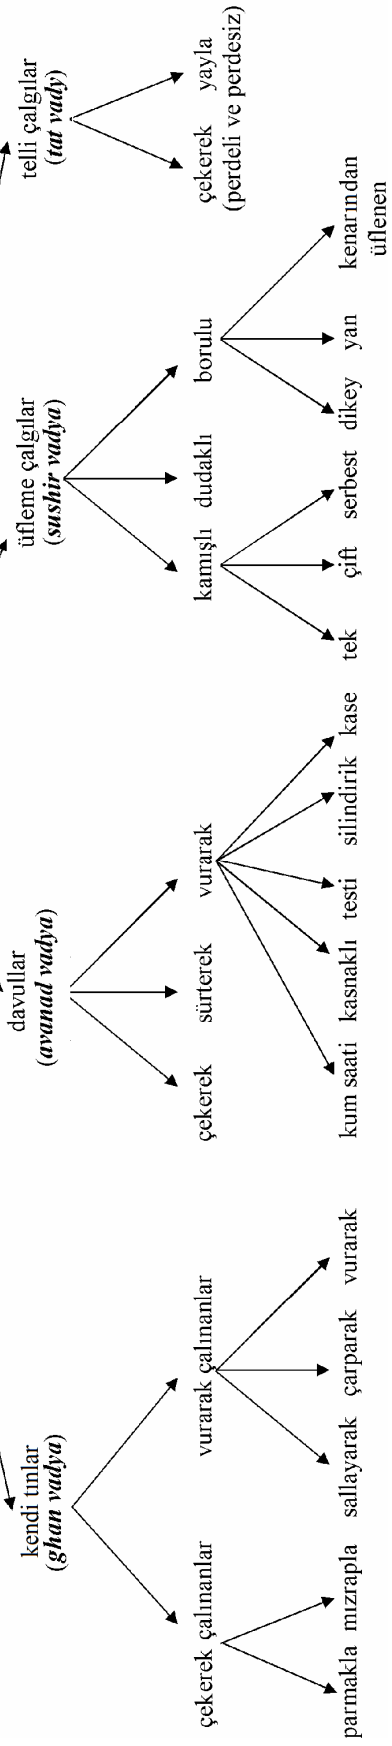 kendi tınlar
(ghan vadya)
davullar
(avanad vadya)
üfleme çalgılar
(sushir vadya)
telli çalgılar
(tat vady)
çekerek çalınanlar
vurarak çalınanlar
çekerek
sürterek
vurarak
kamışlı
dudaklı
borulu
çekerek yayla
(perdeli ve perdesiz)
parmakla
mızrapla
sallayarak
çarparak
vurarak
kum saati
kasnaklı
testi
silindirik
kase
tek
çift
serbest
dikey
yan
kenarından
üflenen